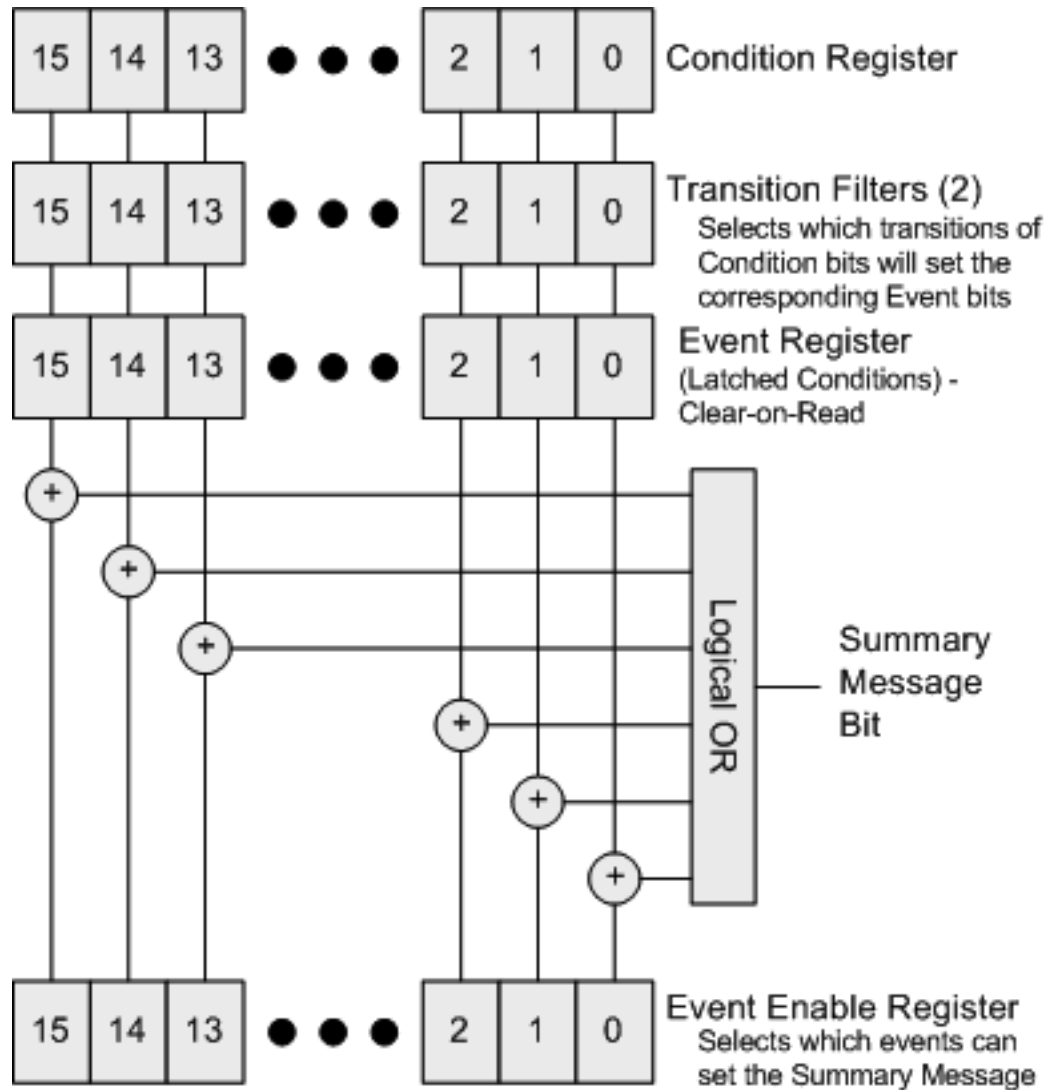 15 14 13 2 1 0 Condition Register
15 14 13 2 1 0 Transition Filters (2)
Selects which transitions of
Condition bits will set the
corresponding Event bits
15 14 13 2 1 0 Event Register
(Latched Conditions) -
Clear-on-Read
+
+
+
+
+
+
Logical OR
Summary
Message
Bit
15 14 13 2 1 0 Event Enable Register
Selects which events can
set the Summary Message